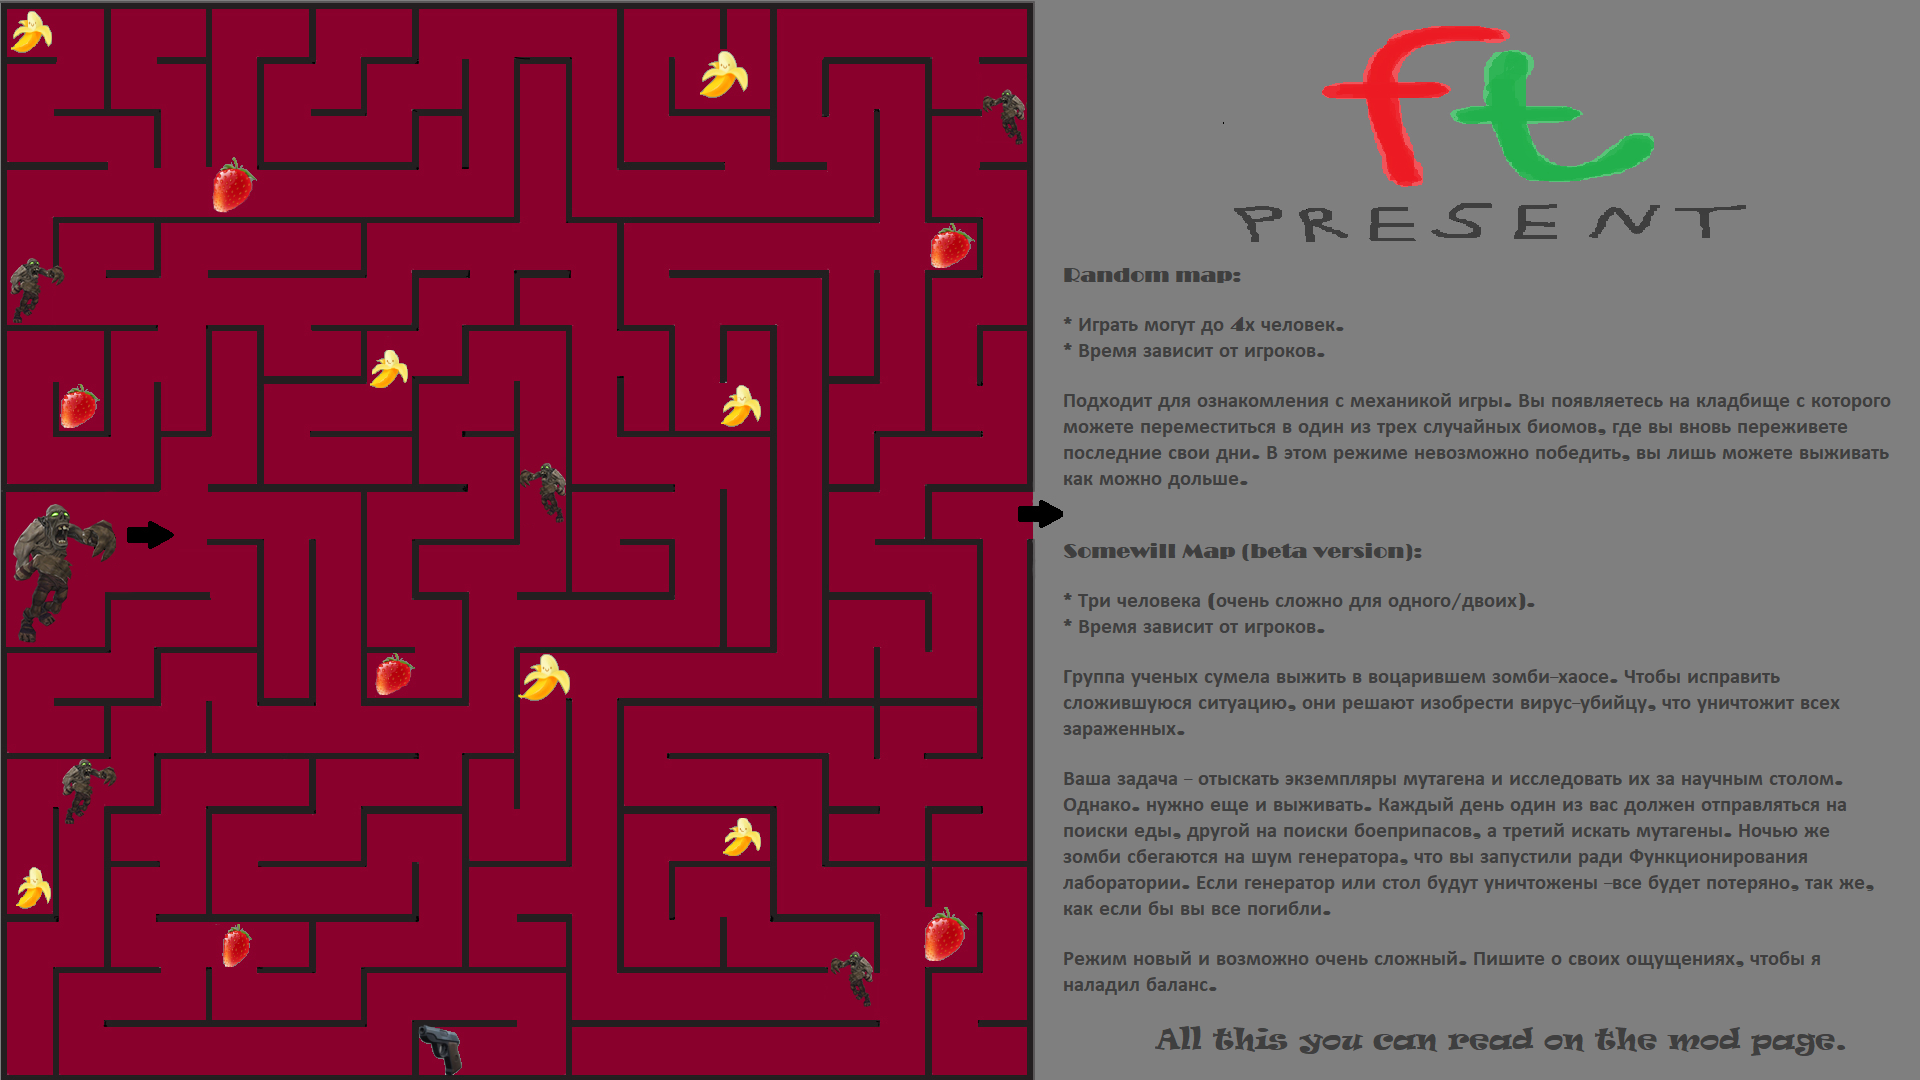 ft
PRESENT
Random map:
* Играть могут до 4х человек.
* Время зависит от игроков.
Подходит для ознакомления с механикой игры. Вы появляетесь на кладбище с которого
можете переместиться в один из трех случайных биомов, где вы вновь переживете
последние свои дни. В этом режиме невозможно победить, вы лишь можете выживать
как можно дольше.
Somewill Map (beta version):
* Три человека (очень сложно для одного/двоих).
* Время зависит от игроков.
Группа ученых сумела выжить в воцарившем зомби-хаосе. Чтобы исправить
сложившуюся ситуацию, они решают изобрести вирус-убийцу, что уничтожит всех
зараженных.
Ваша задача - отыскать экземпляры мутагена и исследовать их за научным столом.
Однако. нужно еще и выживать. Каждый день один из вас должен отправляться на
поиски еды, другой на поиски боеприпасов, а третий искать мутагены. Ночью же
зомби сбегаются на шум генератора, что вы запустили ради Функционирования
лаборатории. Если генератор или стол будут уничтожены -все будет потеряно, так же,
как если бы вы все погибли.
Режим новый и возможно очень сложный. Пишите о своих ощущениях, чтобы я
наладил баланс.
All this you can read on the mod page.